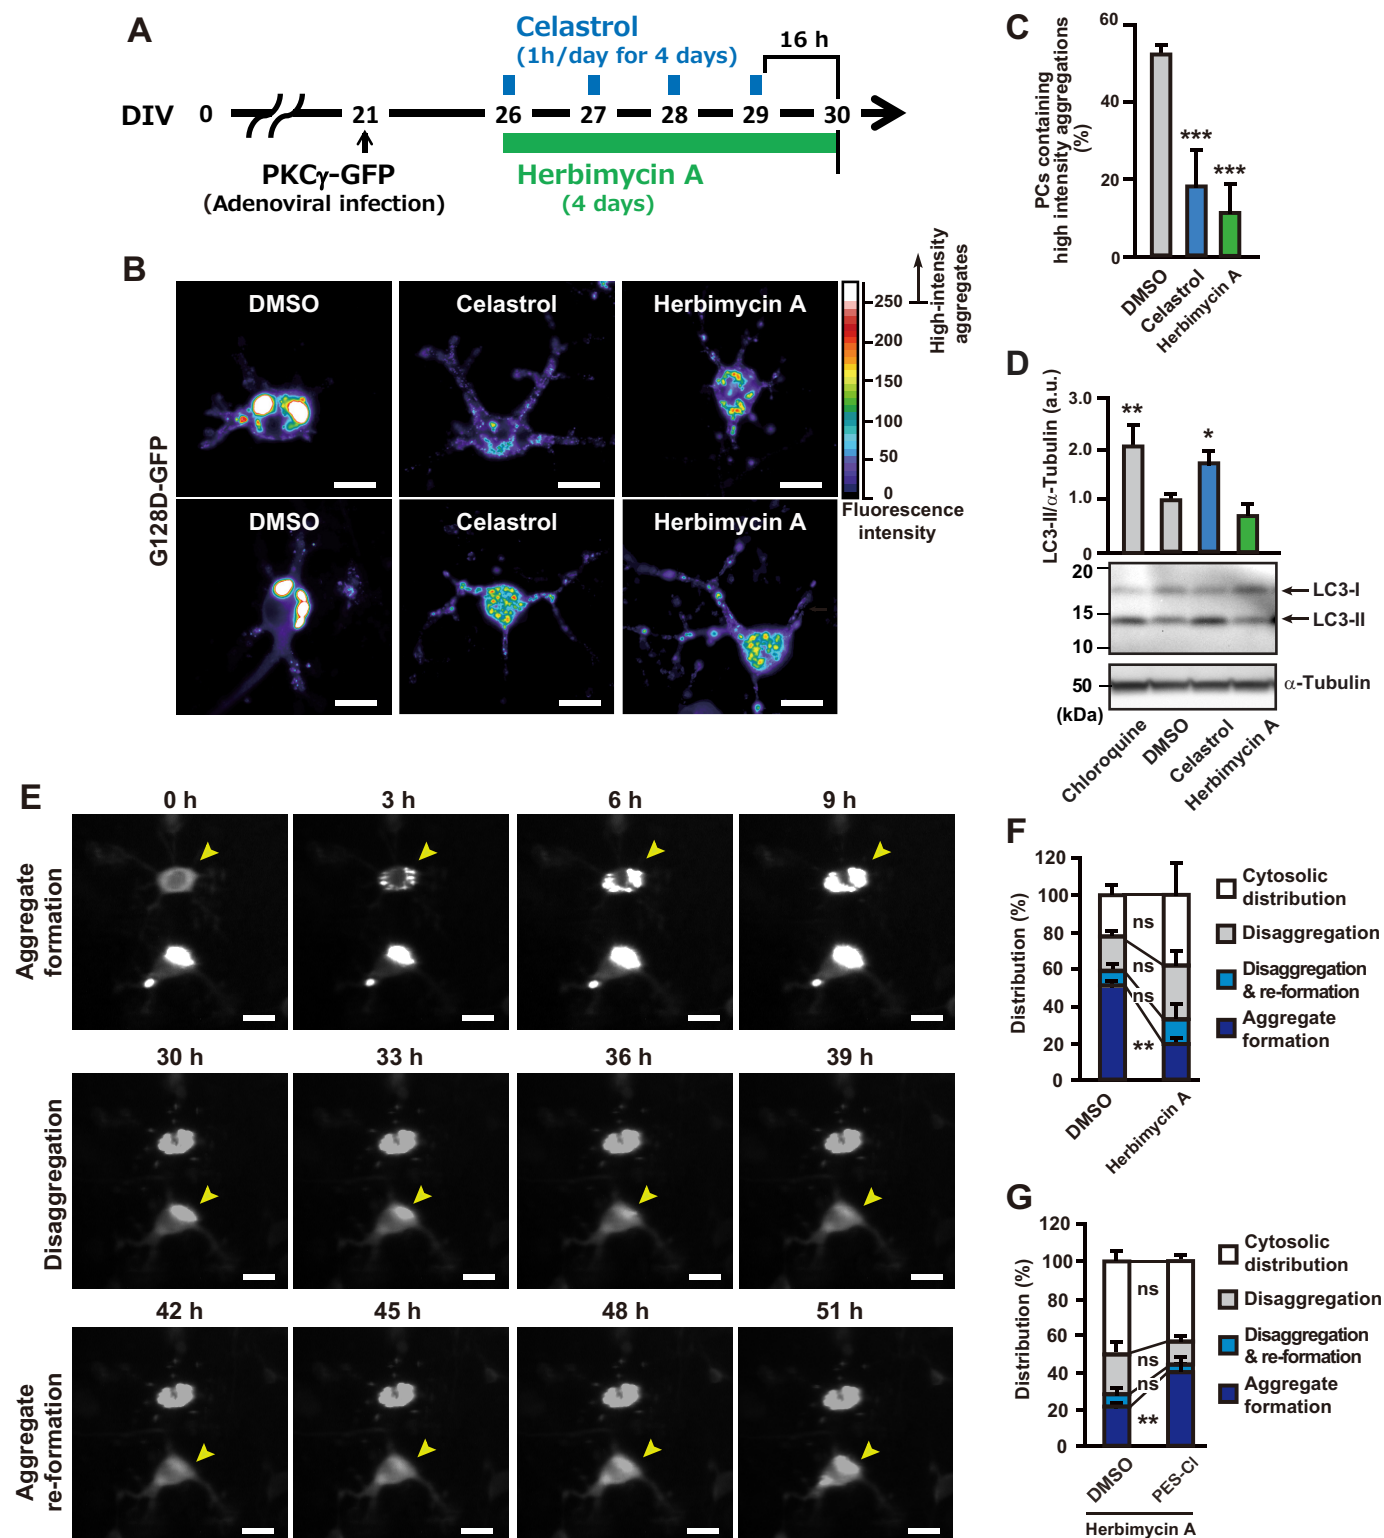 A
Celastrol
(1h/day for 4 days)
16 h
DIV 0 21 26 27 28 29 30
PKCγ-GFP
(Adenoviral infection)
Herbimycin A
(4 days)
B
G128D-GFP
DMSO
Celastrol
Herbimycin A
DMSO
Celastrol
Herbimycin A
250
200
150
100
50
0
Fluorescence
intensity
High-intensity
aggregates
C
PCs containing
high intensity aggregations
(%)
60
40
20
0
***
***
DMSO
Celastrol
Herbimycin A
D
LC3-II/α-Tubulin (a.u.)
3.0
2.0
1.0
0
**
*
20
15
10
LC3-I
LC3-II
50
α-Tubulin
(kDa)
Chloroquine
DMSO
Celastrol
Herbimycin A
E
0 h
3 h
6 h
9 h
Aggregate
formation
30 h
33 h
36 h
39 h
Disaggregation
42 h
45 h
48 h
51 h
Aggregate
re-formation
F
Distribution (%)
120
100
80
60
40
20
0
ns
ns
ns
**
DMSO
Herbimycin A
Cytosolic
distribution
Disaggregation
Disaggregation
& re-formation
Aggregate
formation
G
Distribution (%)
120
100
80
60
40
20
0
ns
ns
ns
**
DMSO
PES-Cl
Herbimycin A
Cytosolic
distribution
Disaggregation
Disaggregation
& re-formation
Aggregate
formation